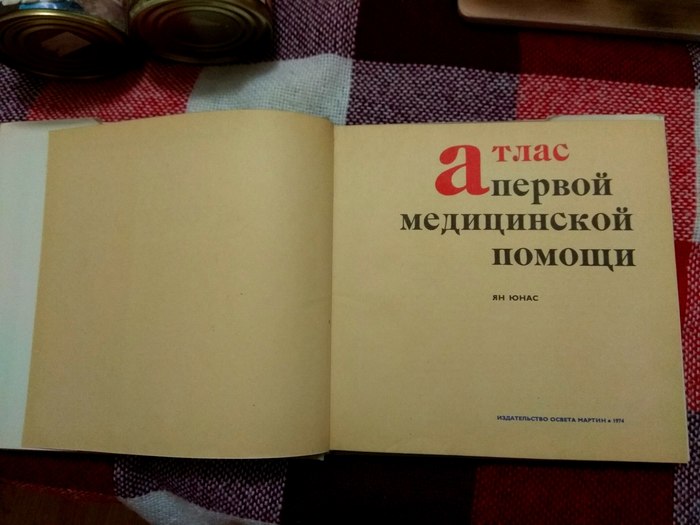 атлас
первой
медицинской
помощи
ЯН ЮНАС
ИЗДАТЕЛЬСТВО ОСВЕТА МАРТИН • 1974